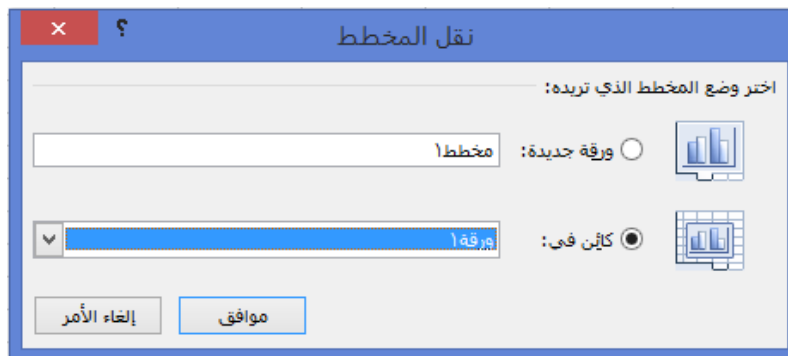 نقل المخطط ؟
اختر وضع المخطط الذي تريده:
ورقة جديدة: مخطط١
كائن في: ورقة١
موافق إلغاء الأمر